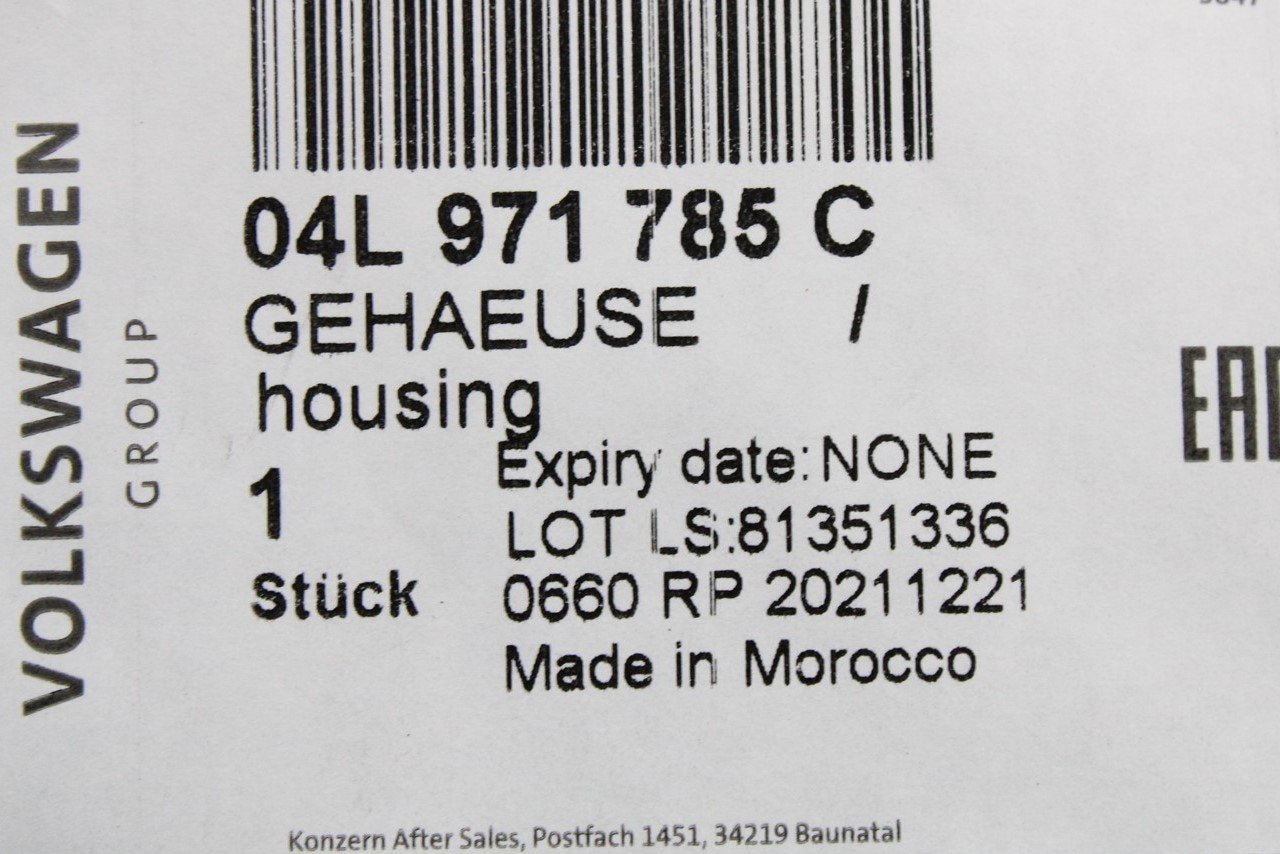 VOLKSWAGEN
GROUP
04L 971 785 C
GEHAEUSE /
housing
1
Stück
Expiry date:NONE
LOT LS:81351336
0660 RP 20211221
Made in Morocco
Konzern After Sales, Postfach 1451, 34219 Baunatal